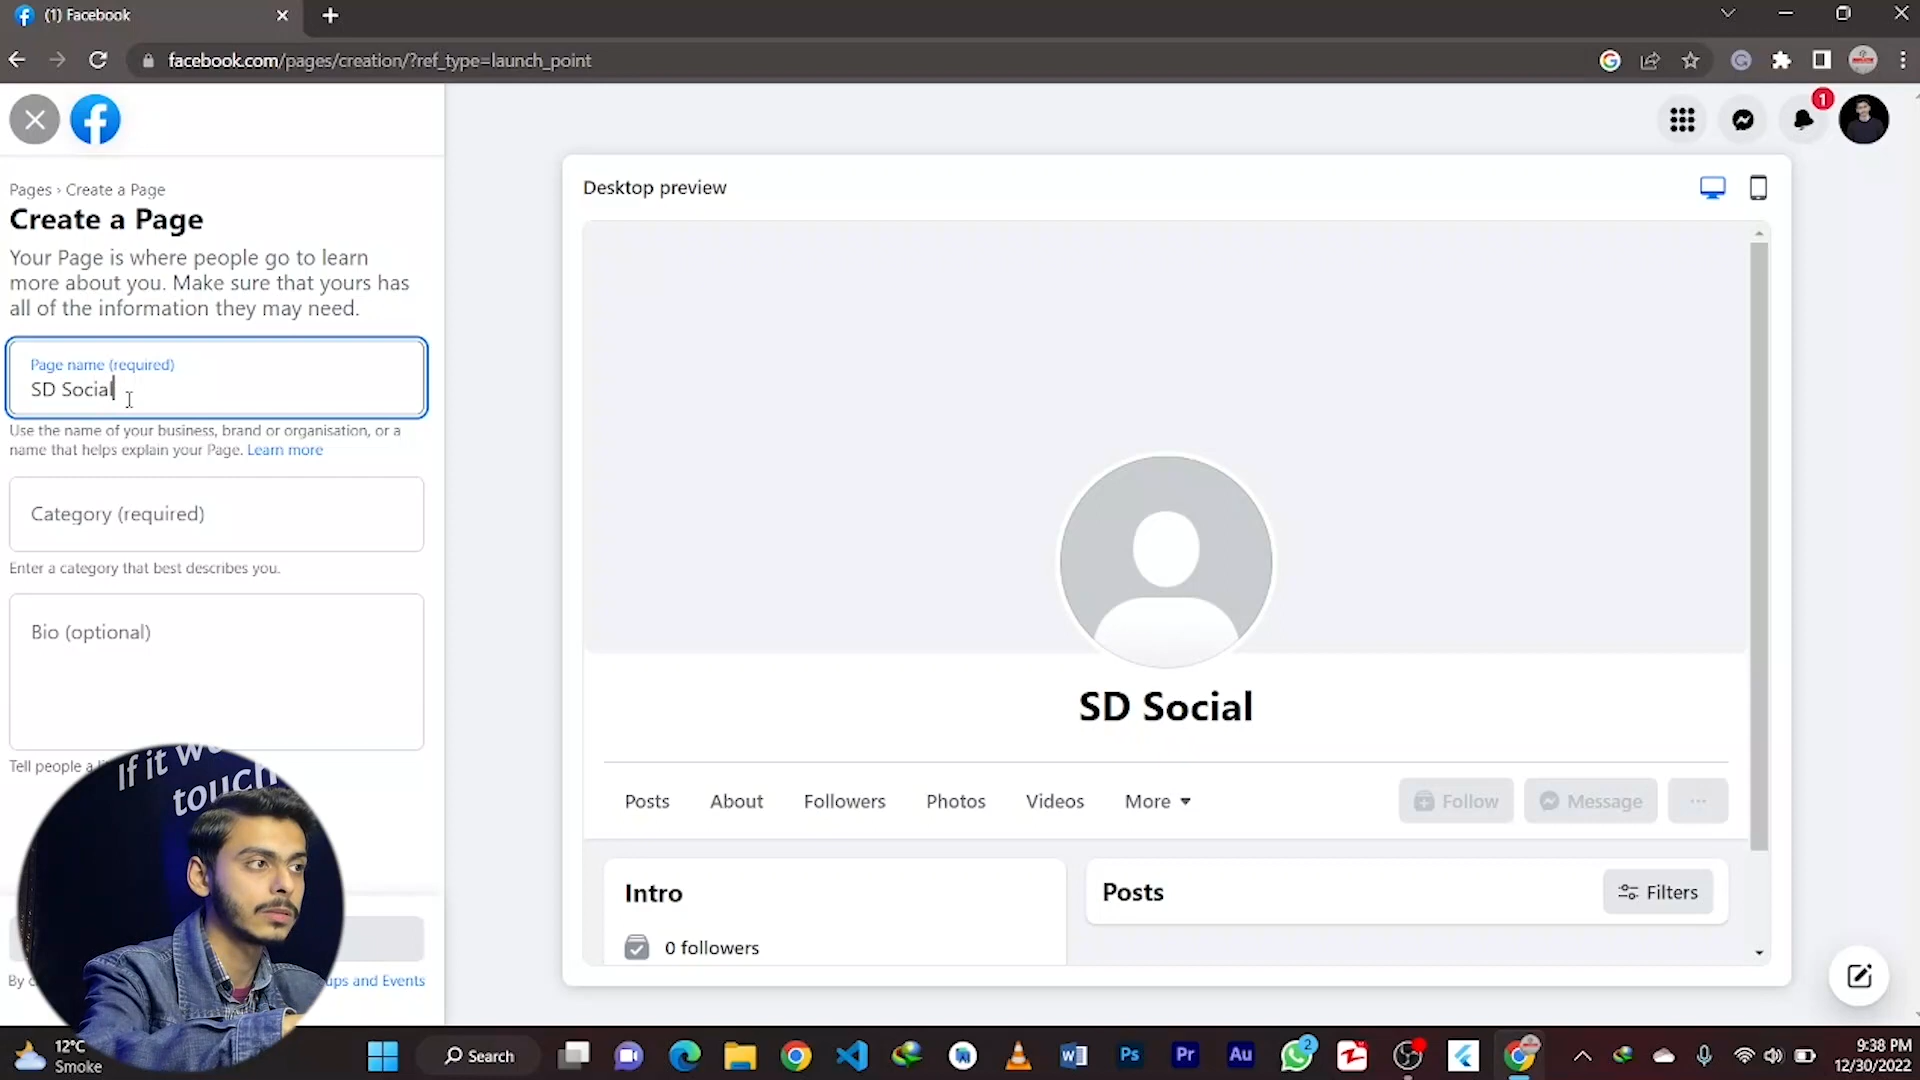 (1) Facebook
facebook.com/pages/creation/?ref_type=launch_point
1
Pages › Create a Page
Create a Page
Your Page is where people go to learn
more about you. Make sure that yours has
all of the information they may need.
Page name (required)
SD Social
Use the name of your business, brand or organisation, or a
name that helps explain your Page. Learn more
Category (required)
Enter a category that best describes you.
Bio (optional)
Tell people a
If it w
touch
By c
ups and Events
Desktop preview
SD Social
Posts About Followers Photos Videos More
Follow Message ...
Intro
0 followers
Posts
Filters
12°C
Smoke
Search
Ps Pr Au 2
9:38 PM
12/30/2022